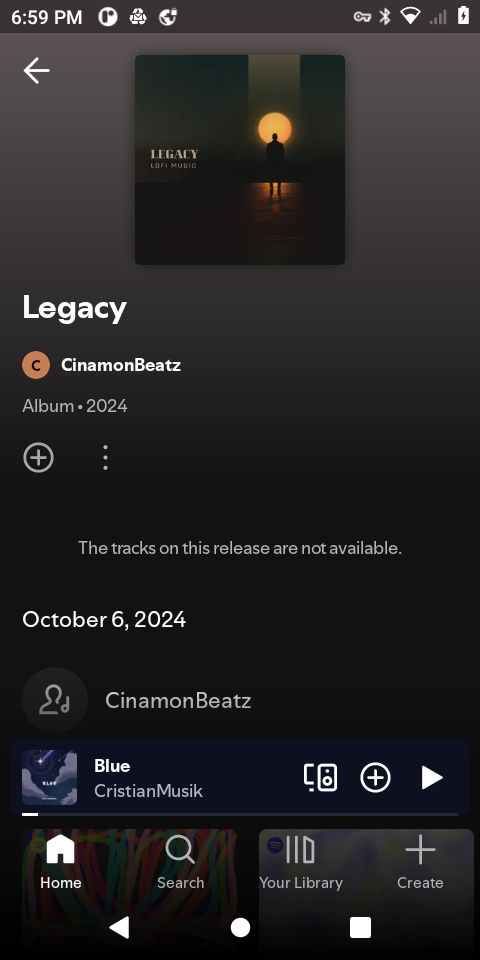 6:59 PM
LEGACY
LOFI MUSIC
Legacy
C CinamonBeatz
Album • 2024
The tracks on this release are not available.
October 6, 2024
CinamonBeatz
Blue
CristianMusik
BLUE
Home Search Your Library Create